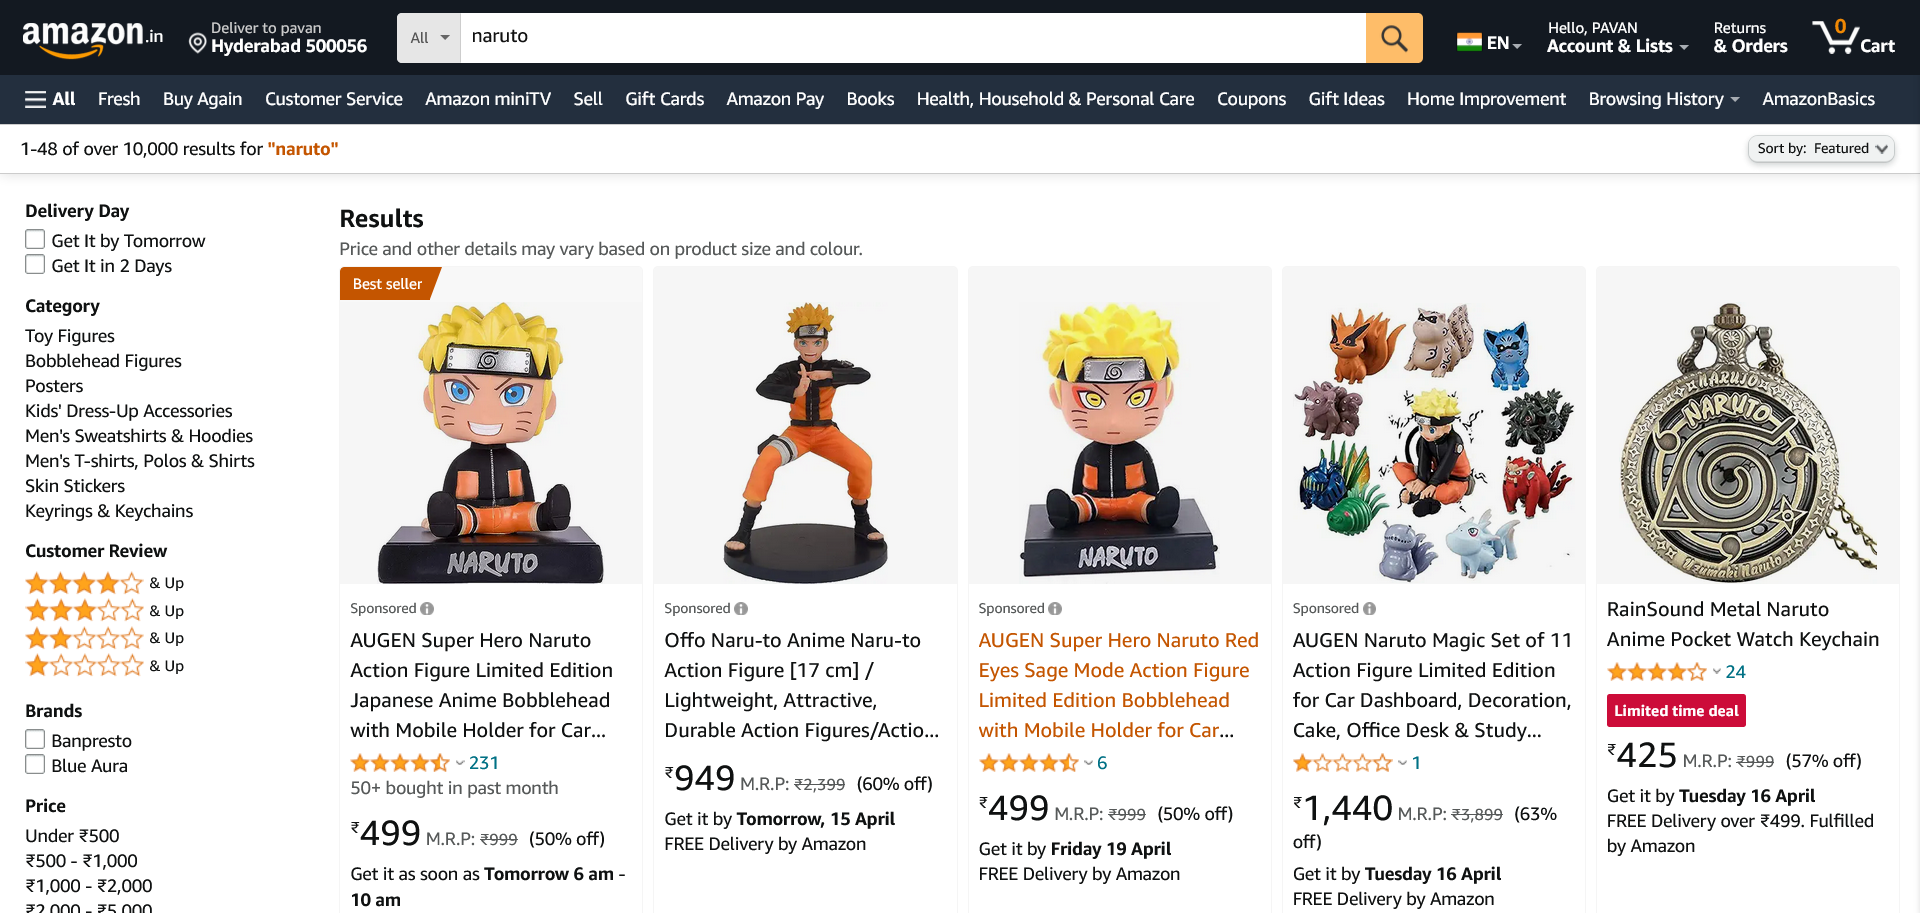 amazon.in
Deliver to pavan
Hyderabad 500056
All
naruto
EN
Hello, PAVAN
Account & Lists
Returns
& Orders
0
Cart
All
Fresh
Buy Again
Customer Service
Amazon miniTV
Sell
Gift Cards
Amazon Pay
Books
Health, Household & Personal Care
Coupons
Gift Ideas
Home Improvement
Browsing History
AmazonBasics
1-48 of over 10,000 results for "naruto"
Sort by: Featured
Delivery Day
Get It by Tomorrow
Get It in 2 Days
Category
Toy Figures
Bobblehead Figures
Posters
Kids' Dress-Up Accessories
Men's Sweatshirts & Hoodies
Men's T-shirts, Polos & Shirts
Skin Stickers
Keyrings & Keychains
Customer Review
& Up
& Up
& Up
& Up
Brands
Banpresto
Blue Aura
Price
Under ₹500
₹500 - ₹1,000
₹1,000 - ₹2,000
₹2,000 - ₹5,000
Results
Price and other details may vary based on product size and colour.
Best seller
NARUTO
Sponsored
AUGEN Super Hero Naruto
Action Figure Limited Edition
Japanese Anime Bobblehead
with Mobile Holder for Car...
231
50+ bought in past month
₹499 M.R.P: ₹999 (50% off)
Get it as soon as Tomorrow 6 am -
10 am
Sponsored
Offo Naru-to Anime Naru-to
Action Figure [17 cm] /
Lightweight, Attractive,
Durable Action Figures/Actio...
₹949 M.R.P: ₹2,399 (60% off)
Get it by Tomorrow, 15 April
FREE Delivery by Amazon
NARUTO
Sponsored
AUGEN Super Hero Naruto Red
Eyes Sage Mode Action Figure
Limited Edition Bobblehead
with Mobile Holder for Car...
6
₹499 M.R.P: ₹999 (50% off)
Get it by Friday 19 April
FREE Delivery by Amazon
Sponsored
AUGEN Naruto Magic Set of 11
Action Figure Limited Edition
for Car Dashboard, Decoration,
Cake, Office Desk & Study...
1
₹1,440 M.R.P: ₹3,899 (63%
off)
Get it by Tuesday 16 April
FREE Delivery by Amazon
NARUTO
NARUTO
Uzumaki Naruto
RainSound Metal Naruto
Anime Pocket Watch Keychain
24
Limited time deal
₹425 M.R.P: ₹999 (57% off)
Get it by Tuesday 16 April
FREE Delivery over ₹499. Fulfilled
by Amazon